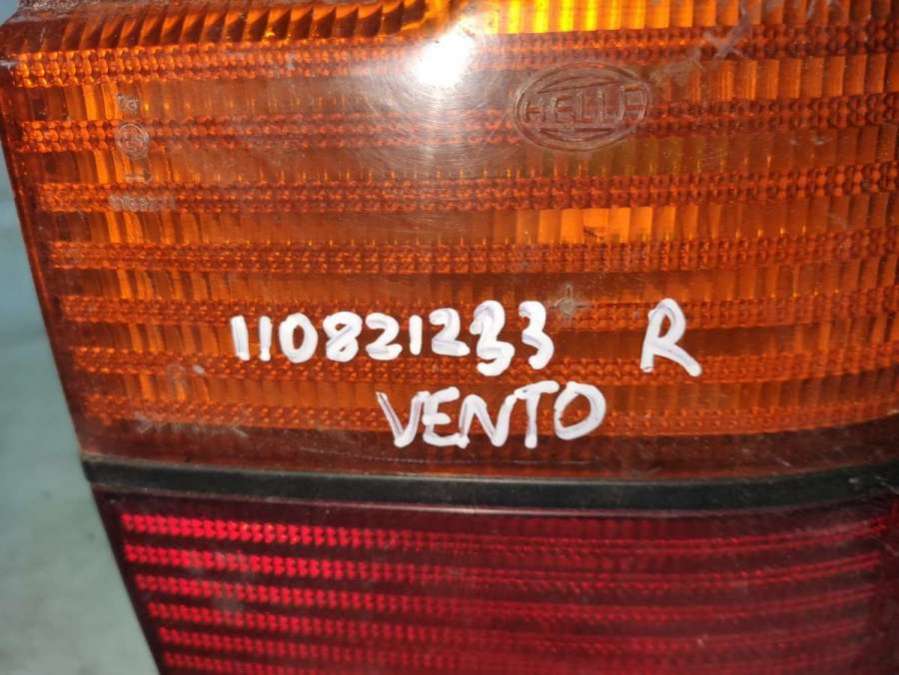 HELLA
110821233 R
VENTO